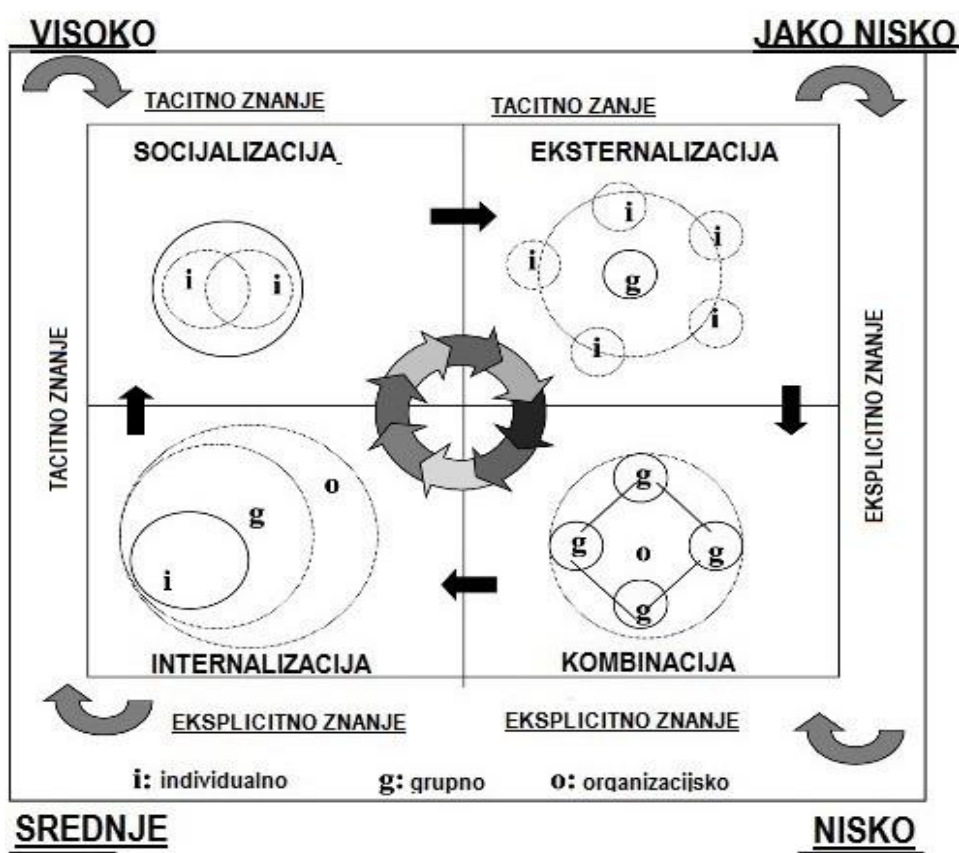 VISOKO
JAKO NISKO
TACITNO ZNANJE
TACITNO ZANJE
SOCIJALIZACIJA
EKSTERNALIZACIJA
i
i
i
i
i
i
i
g
TACITNO ZNANJE
EKSPLICITNO ZNANJE
i
g
o
g
g
g
g
o
INTERNALIZACIJA
KOMBINACIJA
EKSPLICITNO ZNANJE
EKSPLICITNO ZNANJE
i: individualno
g: grupno
o: organizacijsko
SREDNJE
NISKO